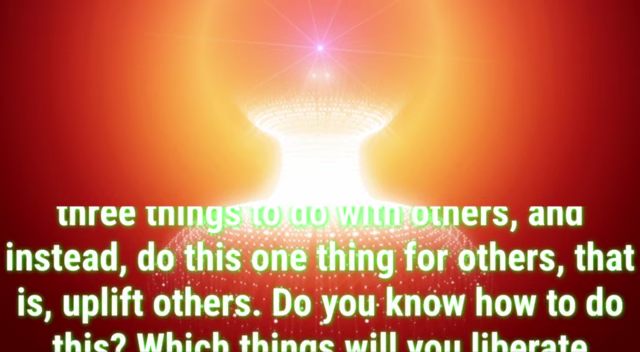 three things to do with others, and
instead, do this one thing for others, that
is, uplift others. Do you know how to do
this? Which things will you liberate